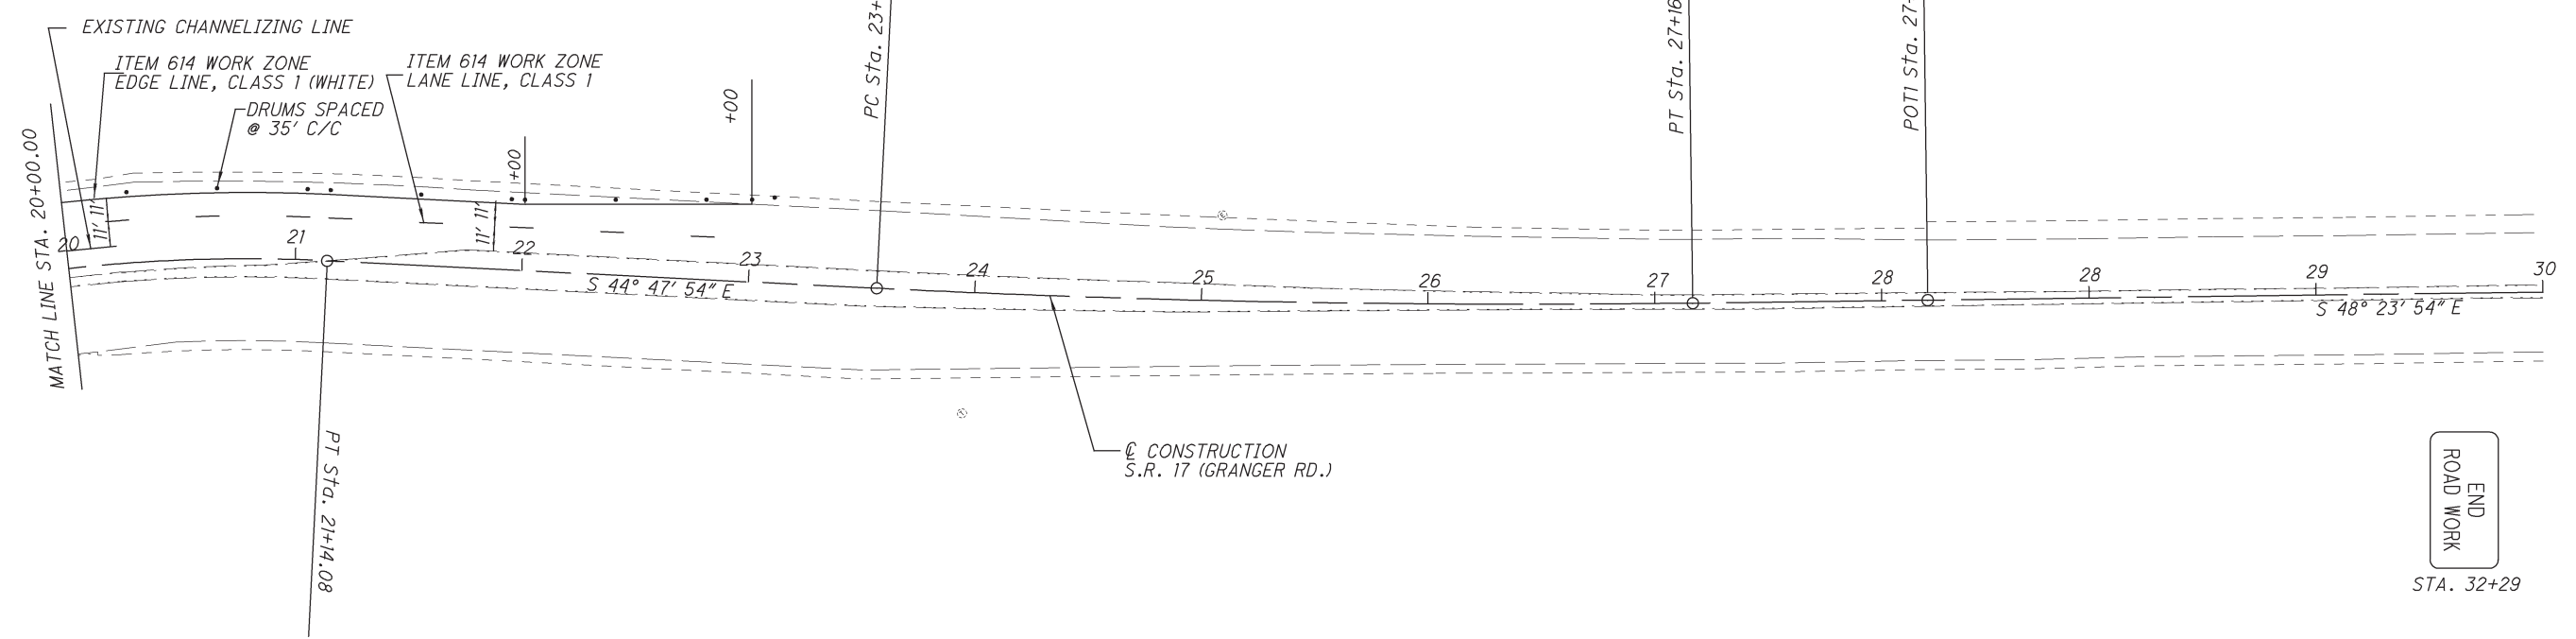 EXISTING CHANNELIZING LINE
ITEM 614 WORK ZONE
EDGE LINE, CLASS 1 (WHITE)
ITEM 614 WORK ZONE
LANE LINE, CLASS 1
DRUMS SPACED
@ 35' C/C
MATCH LINE STA. 20+00.00
+00
+00
PC Sta. 23+
PT Sta. 27+16
POT1 Sta. 27+
11' 11'
11' 11'
20
21
22
23
24
25
26
27
28
28
29
30
S 44° 47' 54" E
S 48° 23' 54" E
PT Sta. 21+14.08
℄ CONSTRUCTION
S.R. 17 (GRANGER RD.)
END
ROAD WORK
STA. 32+29